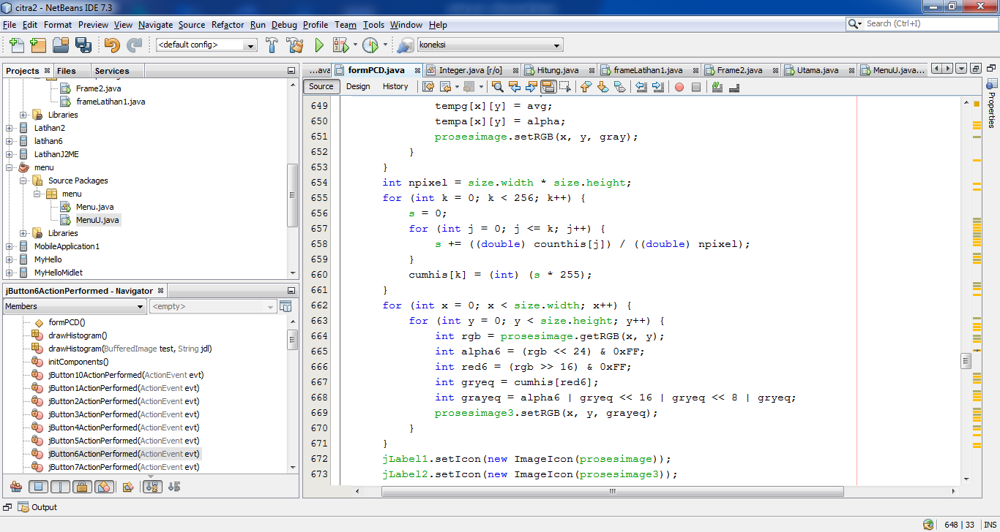 citra2 - NetBeans IDE 7.3
File Edit Format Preview View Navigate Source Refactor Run Debug Profile Team Tools Window Help
Search (Ctrl+I)
<default config>
koneksi
Projects Files Services
Frame2.java
frameLatihan1.java
Libraries
Latihan2
latihan6
LatihanJ2ME
menu
Source Packages
menu
Menu.java
MenuU.java
Libraries
MobileApplication1
MyHello
MyHelloMidlet
jButton6ActionPerformed - Navigator
Members <empty>
formPCD()
drawHistogram()
drawHistogram(BufferedImage test, String jdl)
initComponents()
jButton10ActionPerformed(ActionEvent evt)
jButton1ActionPerformed(ActionEvent evt)
jButton2ActionPerformed(ActionEvent evt)
jButton3ActionPerformed(ActionEvent evt)
jButton4ActionPerformed(ActionEvent evt)
jButton5ActionPerformed(ActionEvent evt)
jButton6ActionPerformed(ActionEvent evt)
jButton7ActionPerformed(ActionEvent evt)
...ava formPCD.java Integer.java [r/o] Hitung.java frameLatihan1.java Frame2.java Utama.java MenuU.java...
Source Design History
649 tempg[x][y] = avg;
650 tempa[x][y] = alpha;
651 prosesimage.setRGB(x, y, gray);
652 }
653 }
654 int npixel = size.width * size.height;
655 for (int k = 0; k < 256; k++) {
656 s = 0;
657 for (int j = 0; j <= k; j++) {
658 s += ((double) counthis[j]) / ((double) npixel);
659 }
660 cumhis[k] = (int) (s * 255);
661 }
662 for (int x = 0; x < size.width; x++) {
663 for (int y = 0; y < size.height; y++) {
664 int rgb = prosesimage.getRGB(x, y);
665 int alpha6 = (rgb << 24) & 0xFF;
666 int red6 = (rgb >> 16) & 0xFF;
667 int gryeq = cumhis[red6];
668 int grayeq = alpha6 | gryeq << 16 | gryeq << 8 | gryeq;
669 prosesimage3.setRGB(x, y, grayeq);
670 }
671 }
672 jLabel1.setIcon(new ImageIcon(prosesimage));
673 jLabel2.setIcon(new ImageIcon(prosesimage3));
Properties
Output
648 | 33 INS